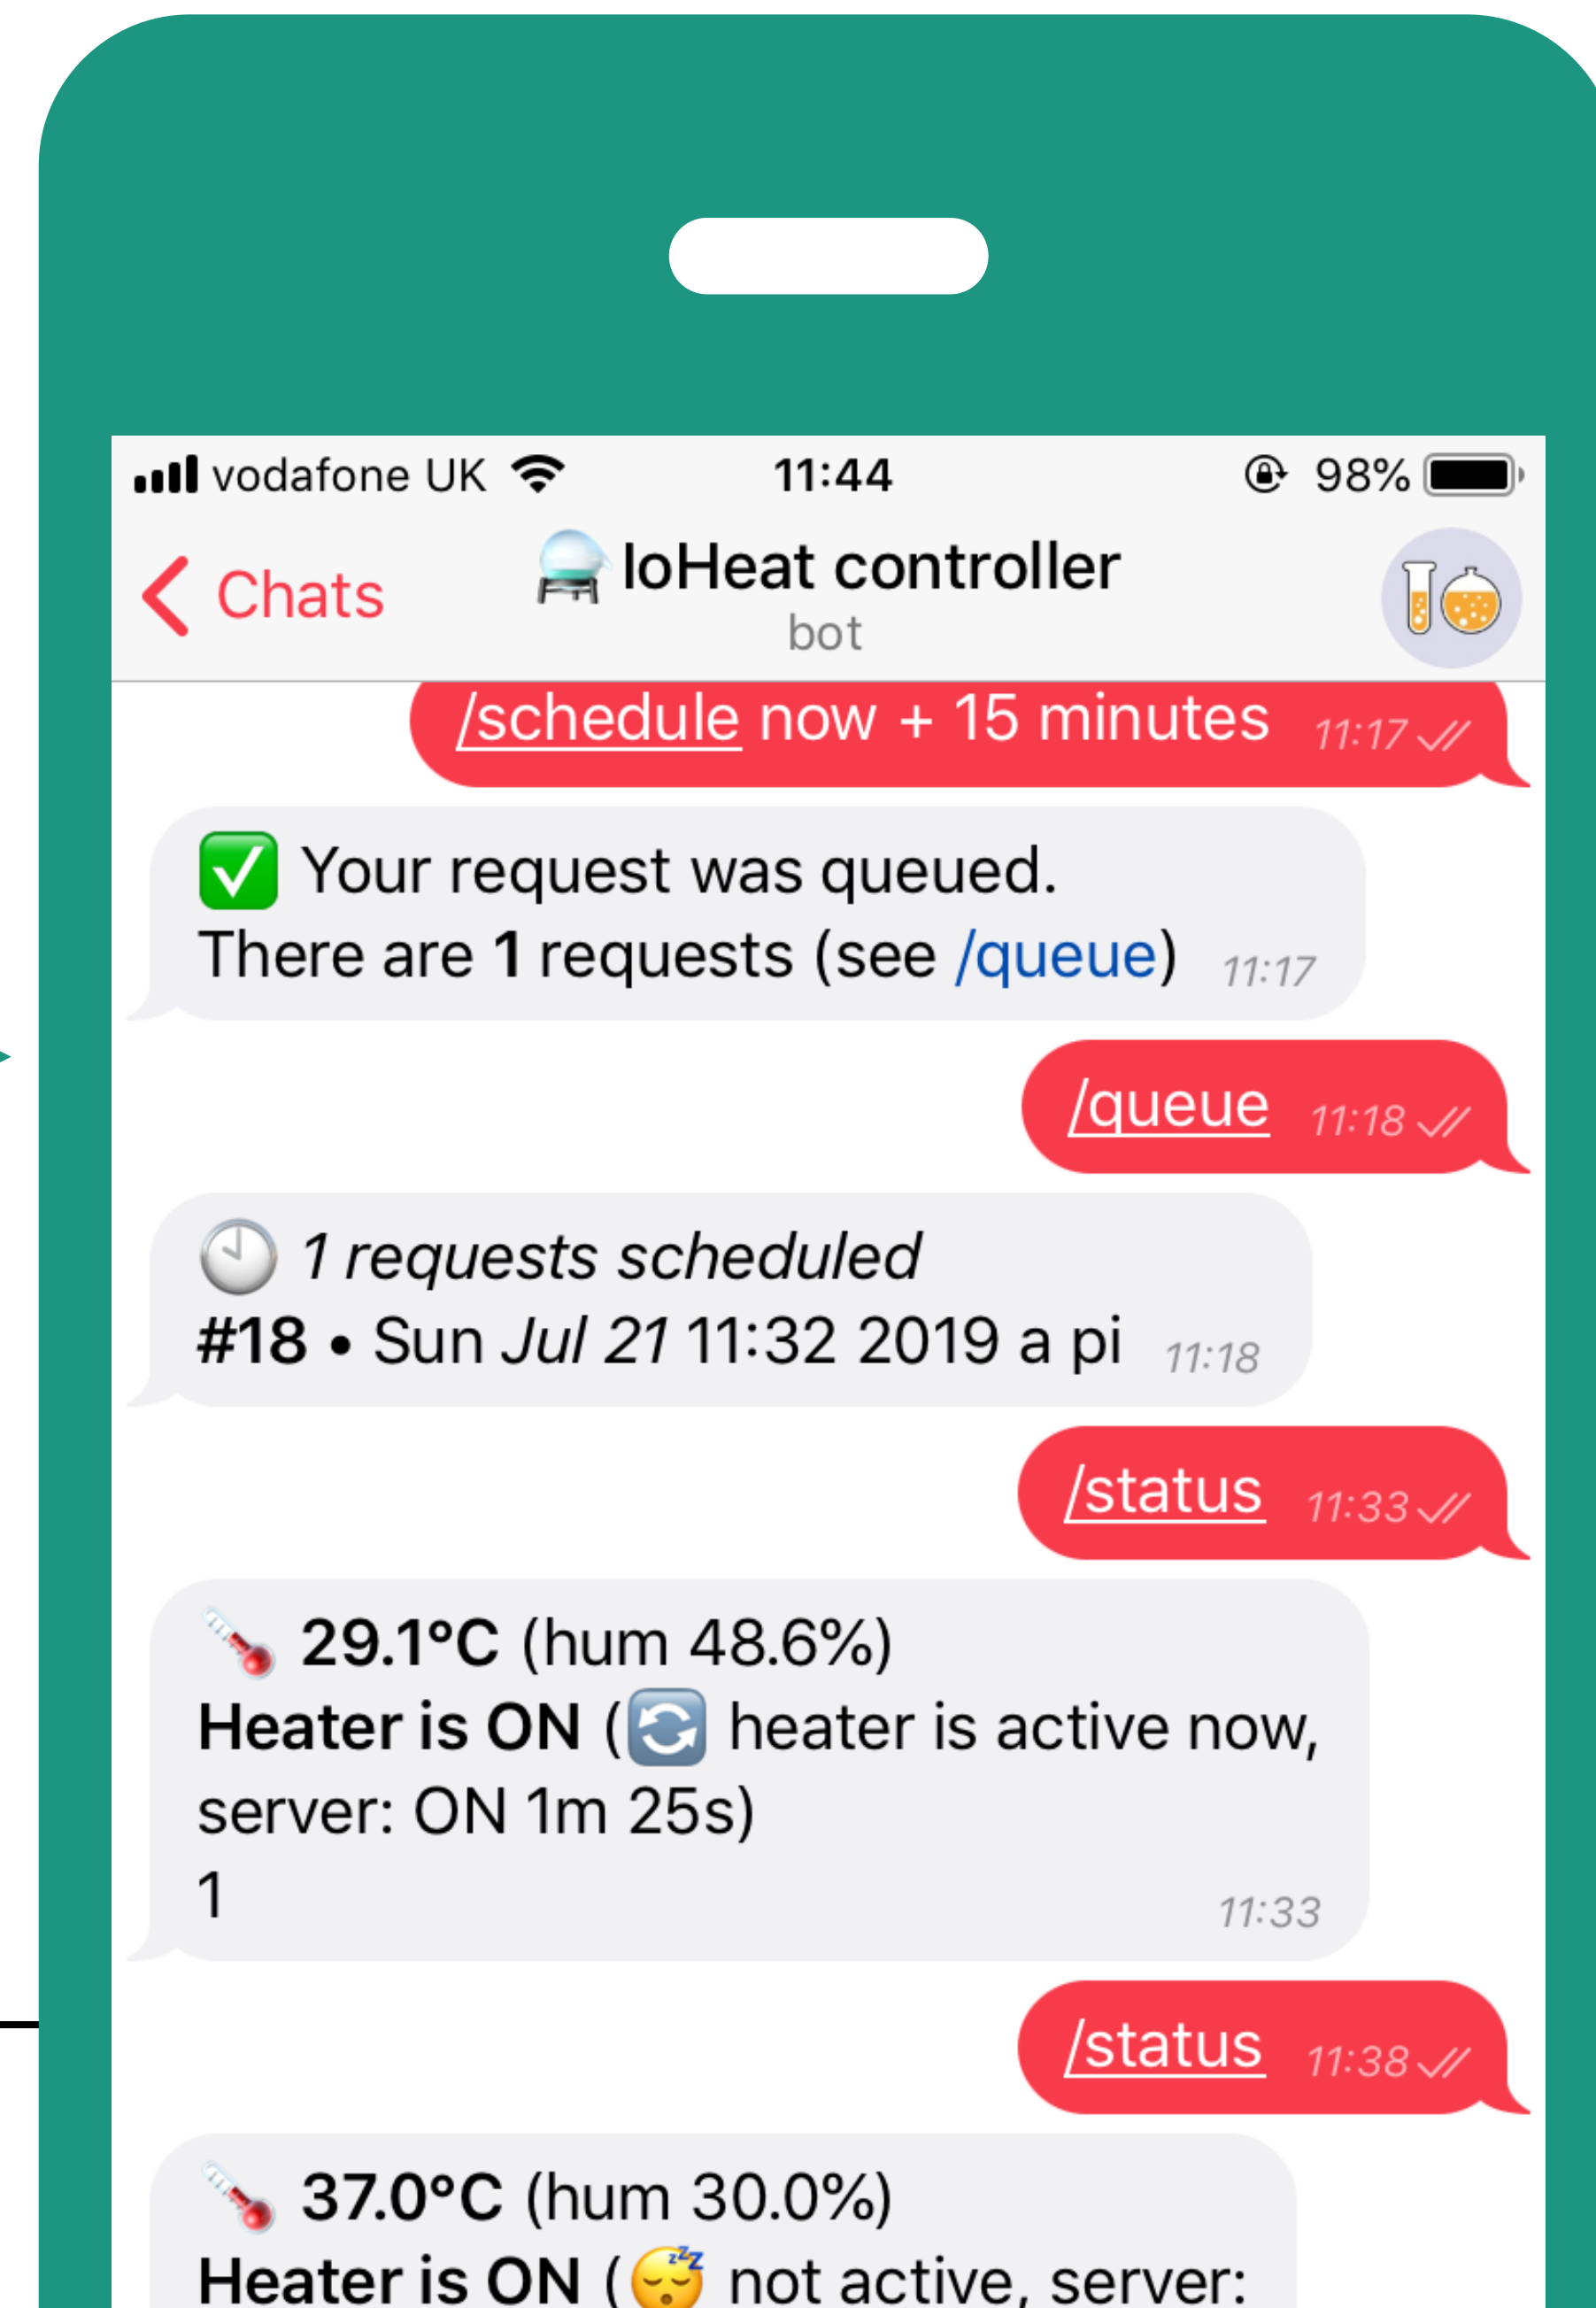 vodafone UK 11:44 98%
Chats
IoHeat controller
bot
/schedule now + 15 minutes 11:17
Your request was queued.
There are 1 requests (see /queue) 11:17
/queue 11:18
1 requests scheduled
#18 • Sun Jul 21 11:32 2019 a pi 11:18
/status 11:33
29.1°C (hum 48.6%)
Heater is ON (🔄 heater is active now,
server: ON 1m 25s)
1 11:33
/status 11:38
37.0°C (hum 30.0%)
Heater is ON (😴 not active, server: